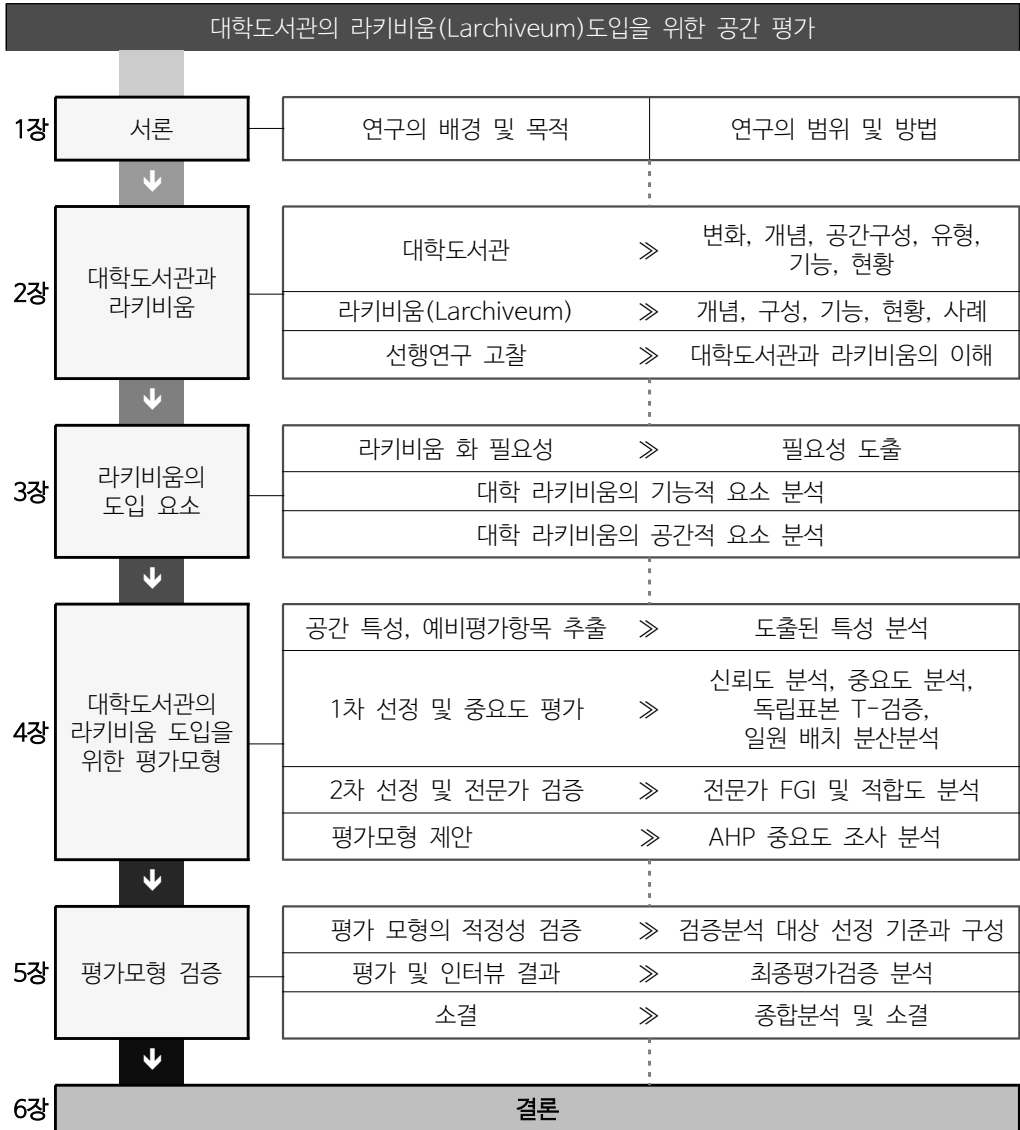 대학도서관의 라키비움(Larchiveum)도입을 위한 공간 평가
1장
서론
연구의 배경 및 목적
연구의 범위 및 방법
2장
대학도서관과
라키비움
대학도서관 ≫ 변화, 개념, 공간구성, 유형,
기능, 현황
라키비움(Larchiveum) ≫ 개념, 구성, 기능, 현황, 사례
선행연구 고찰 ≫ 대학도서관과 라키비움의 이해
3장
라키비움의
도입 요소
라키비움 화 필요성 ≫ 필요성 도출
대학 라키비움의 기능적 요소 분석
대학 라키비움의 공간적 요소 분석
4장
대학도서관의
라키비움 도입을
위한 평가모형
공간 특성, 예비평가항목 추출 ≫ 도출된 특성 분석
1차 선정 및 중요도 평가 ≫ 신뢰도 분석, 중요도 분석,
독립표본 T-검증,
일원 배치 분산분석
2차 선정 및 전문가 검증 ≫ 전문가 FGI 및 적합도 분석
평가모형 제안 ≫ AHP 중요도 조사 분석
5장
평가모형 검증
평가 모형의 적정성 검증 ≫ 검증분석 대상 선정 기준과 구성
평가 및 인터뷰 결과 ≫ 최종평가검증 분석
소결 ≫ 종합분석 및 소결
6장
결론